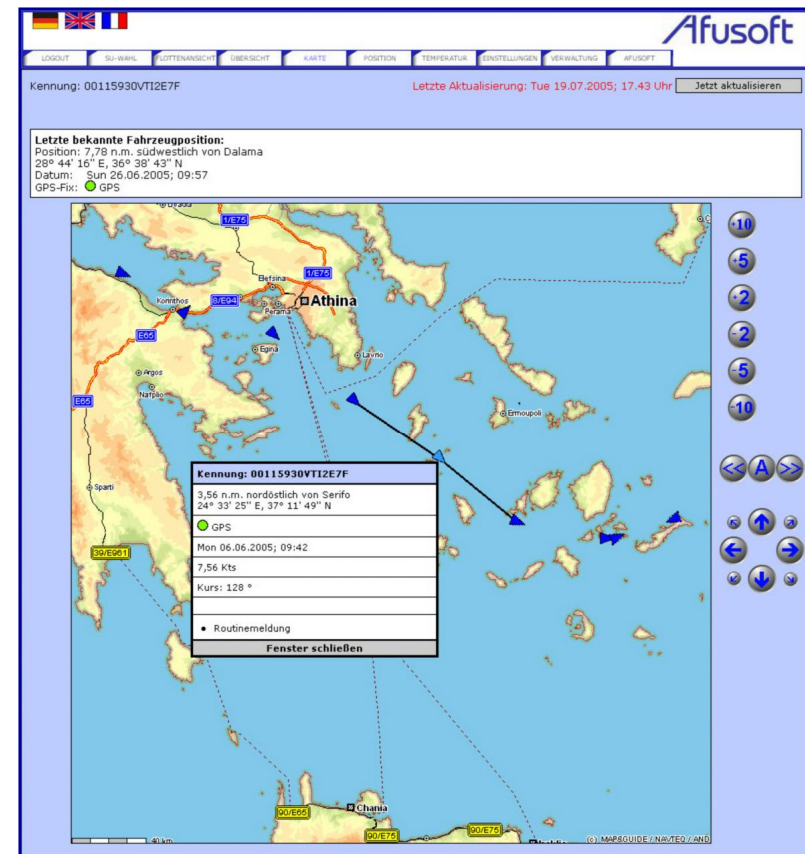 Afusoft
LOGOUT SU-WAHL FLOTTENANSICHT ÜBERSICHT KARTE POSITION TEMPERATUR EINSTELLUNGEN VERWALTUNG AFUSOFT
Kennung: 00115930VTI2E7F
Letzte Aktualisierung: Tue 19.07.2005; 17.43 Uhr
Jetzt aktualisieren
Letzte bekannte Fahrzeugposition:
Position: 7,78 n.m. südwestlich von Dalama
28° 44' 16" E, 36° 38' 43" N
Datum: Sun 26.06.2005; 09:57
GPS-Fix: GPS
1/E75
Elefsina
1/E75
Korinthos
8/E94
Athina
Perama
E65
Egina
Lavrio
Argos
Nafplio
E65
Ermoupoli
Sparti
39/E961
Kennung: 00115930VTI2E7F
3,56 n.m. nordöstlich von Serifo
24° 33' 25" E, 37° 11' 49" N
GPS
Mon 06.06.2005; 09:42
7,56 Kts
Kurs: 128 °
• Routinemeldung
Fenster schließen
90/E65
Chania
90/E75
90/E75
40 km
(c) MAP&GUIDE / NAVTEQ / AND
+10
+5
+2
-2
-5
-10
<< A >>